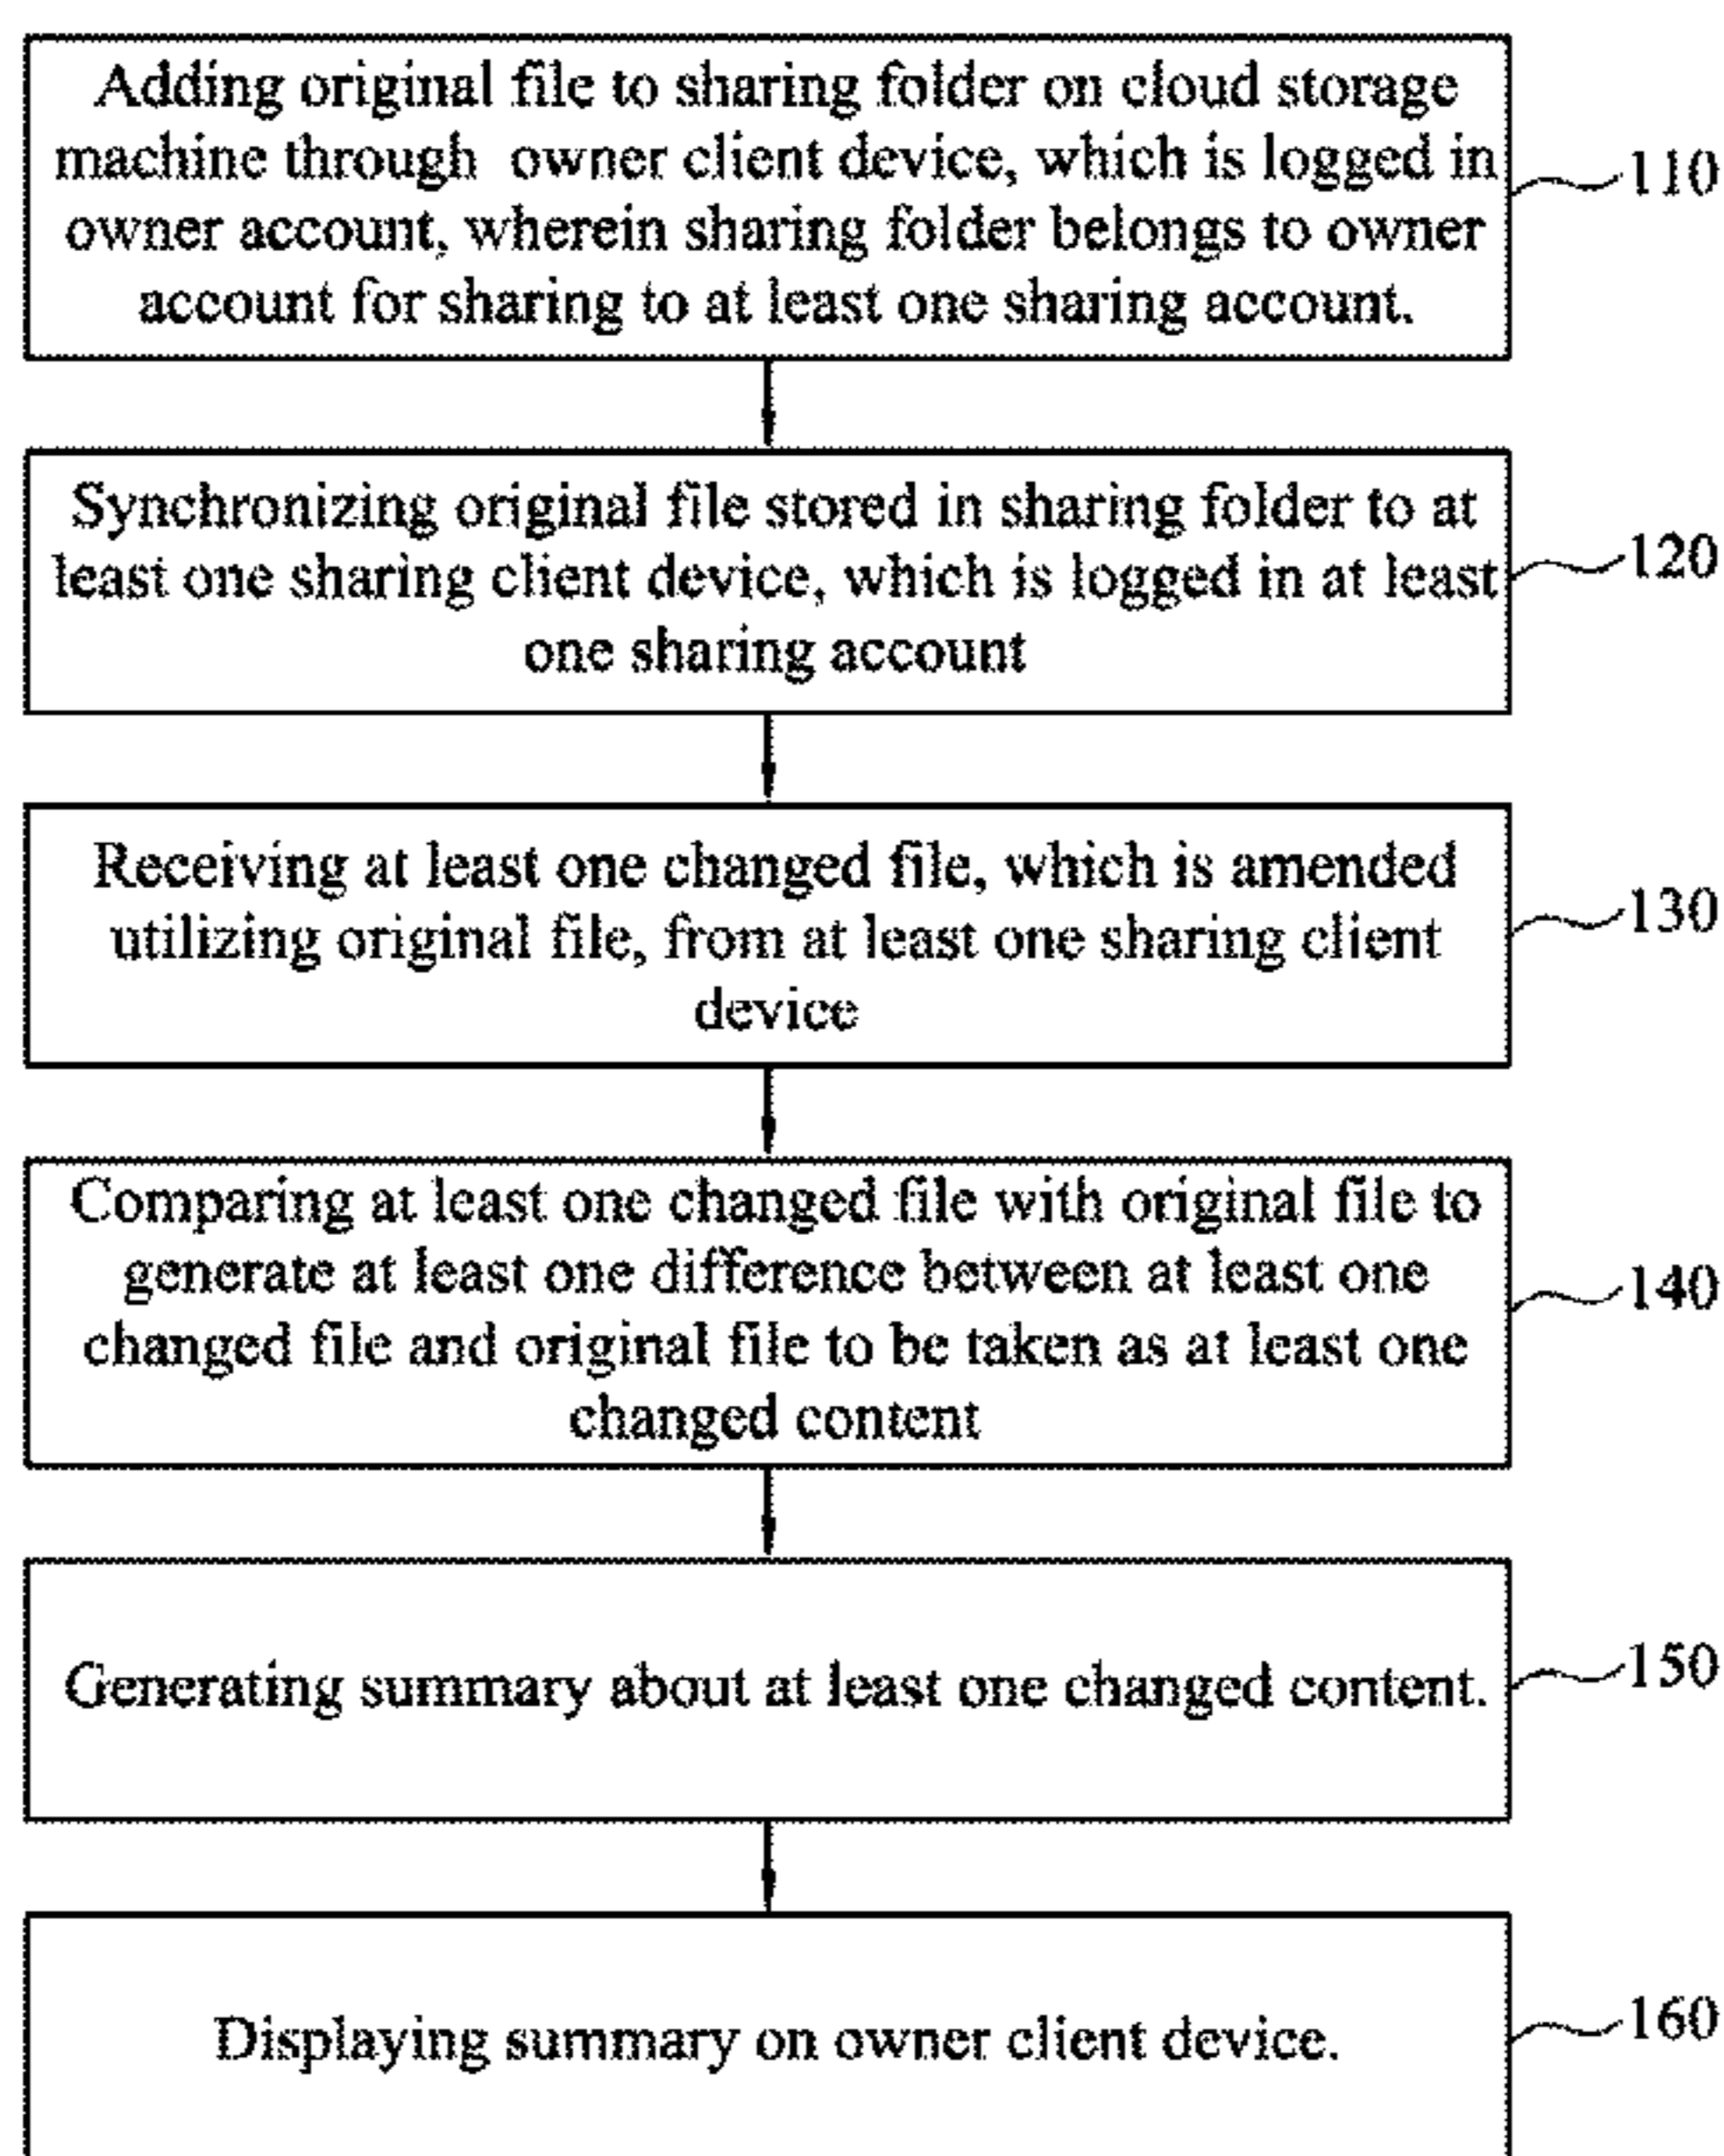 Adding original file to sharing folder on cloud storage
machine through owner client device, which is logged in
owner account, wherein sharing folder belongs to owner
account for sharing to at least one sharing account.
110
Synchronizing original file stored in sharing folder to at
least one sharing client device, which is logged in at least
one sharing account
120
Receiving at least one changed file, which is amended
utilizing original file, from at least one sharing client
device
130
Comparing at least one changed file with original file to
generate at least one difference between at least one
changed file and original file to be taken as at least one
changed content
140
Generating summary about at least one changed content.
150
Displaying summary on owner client device.
160